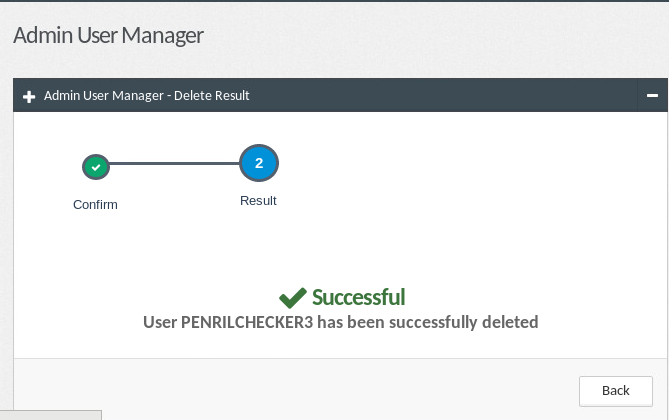 Admin User Manager
Admin User Manager - Delete Result
2
Confirm
Result
Successful
User PENRILCHECKER3 has been successfully deleted
Back